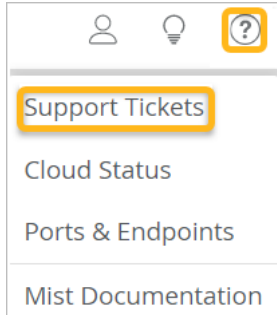 ?
Support Tickets
Cloud Status
Ports & Endpoints
Mist Documentation